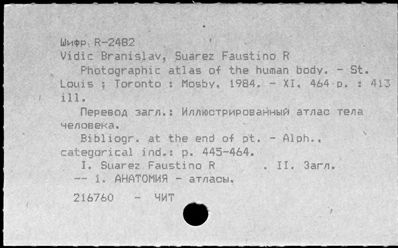 Шифр R-2482
Vidic Branislav, Suarez Faustino R
Photographic atlas of the human body. - St.
Louis ; Toronto : Mosby, 1984. - XI, 464 p. : 413
ill.
Перевод загл.: Иллюстрированный атлас тела
человека.
Bibliogr. at the end of pt. - Alph.,
categorical ind.: p. 445-464.
I. Suarez Faustino R . II. Загл.
-- 1. АНАТОМИЯ - атласы.
216760 - ЧИТ